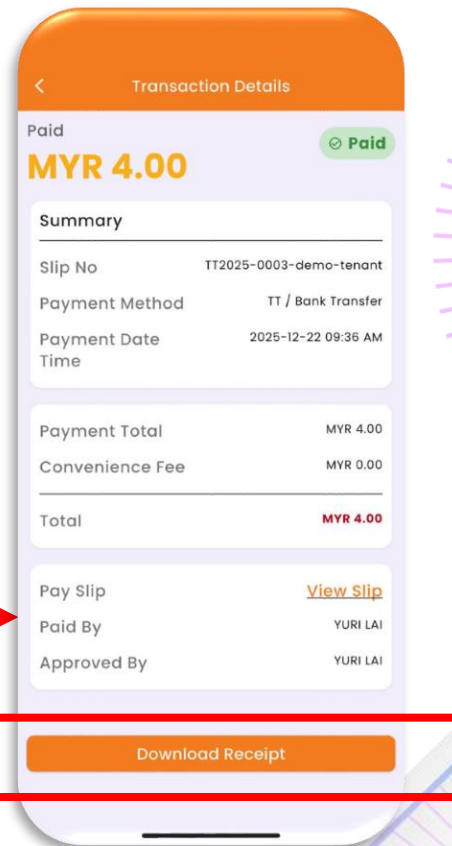 Transaction Details
Paid
Paid
MYR 4.00
Summary
Slip No TT2025-0003-demo-tenant
Payment Method TT / Bank Transfer
Payment Date 2025-12-22 09:36 AM
Time
Payment Total MYR 4.00
Convenience Fee MYR 0.00
Total MYR 4.00
Pay Slip View Slip
Paid By YURI LAI
Approved By YURI LAI
Download Receipt